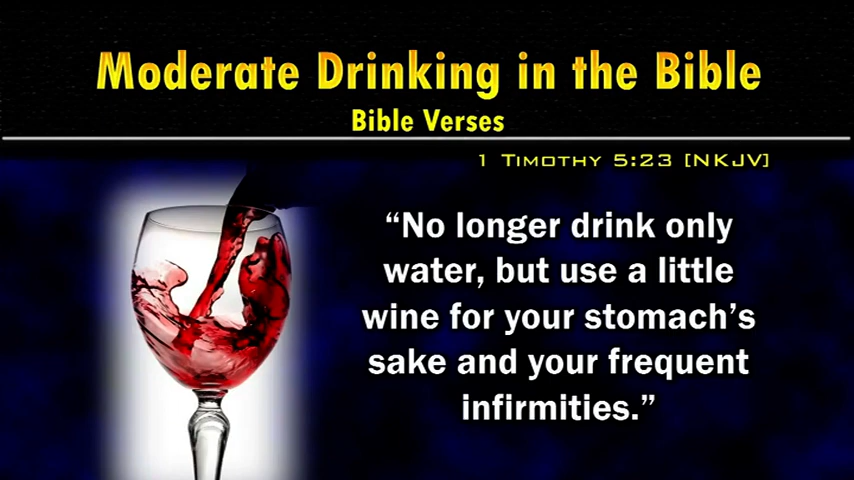 Moderate Drinking in the Bible
Bible Verses
1 Timothy 5:23 [NKJV]
“No longer drink only
water, but use a little
wine for your stomach’s
sake and your frequent
infirmities.”